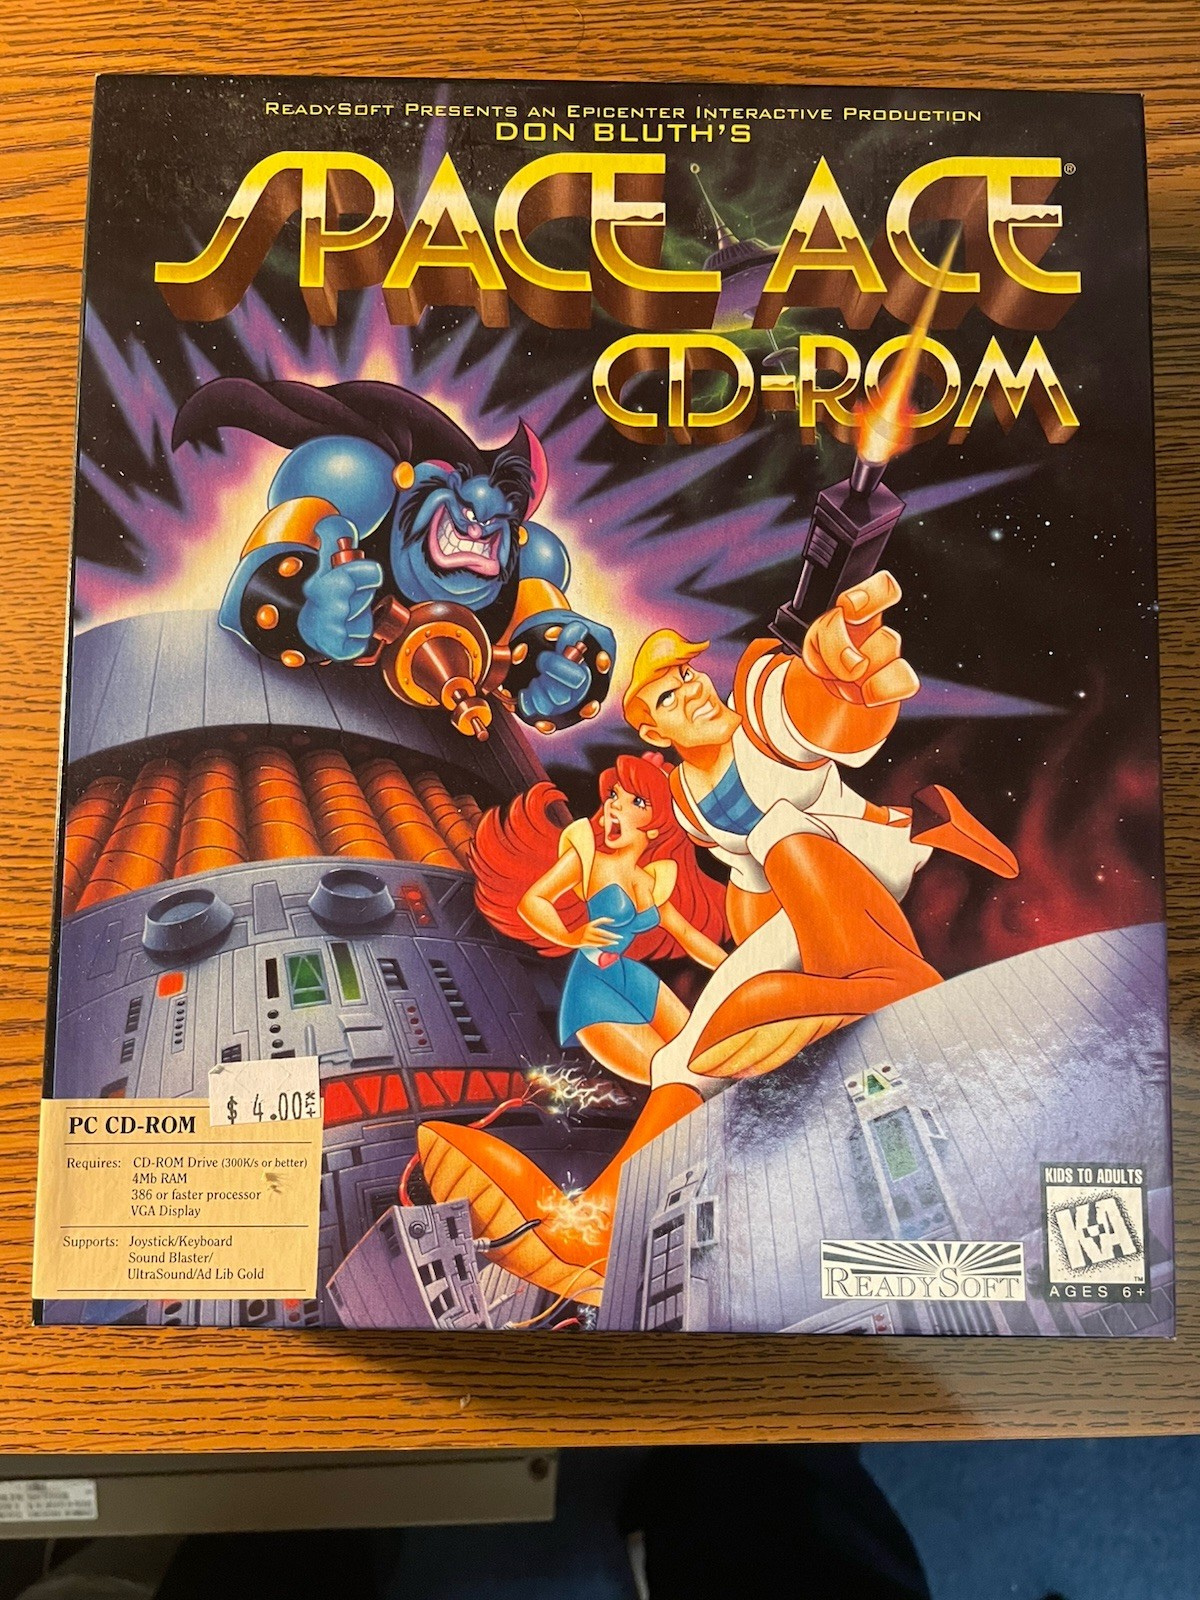 ReadySoft Presents an Epicenter Interactive Production
DON BLUTH'S
SPACE ACE®
CD-ROM
$ 4.00
PC CD-ROM
Requires: CD-ROM Drive (300K/s or better)
4Mb RAM
386 or faster processor
VGA Display
Supports: Joystick/Keyboard
Sound Blaster/
UltraSound/Ad Lib Gold
READYSOFT
KIDS TO ADULTS
K-A
TM
AGES 6+